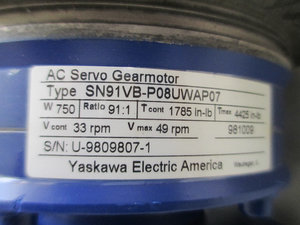 AC Servo Gearmotor
Type SN91VB-P08UWAP07
W 750 Ratio 91:1 T cont 1785 in-lb Tmax 4425 in-lb
V cont 33 rpm V max 49 rpm 981009
S/N: U-9809807-1
Yaskawa Electric America